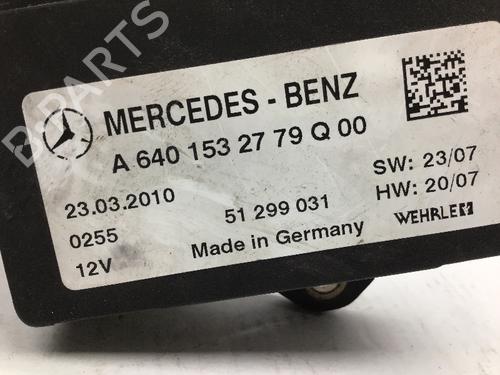 B-PARTS
MERCEDES - BENZ
A 640 153 27 79 Q 00
23.03.2010
0255
12V
51 299 031
Made in Germany
SW: 23/07
HW: 20/07
WEHRLE